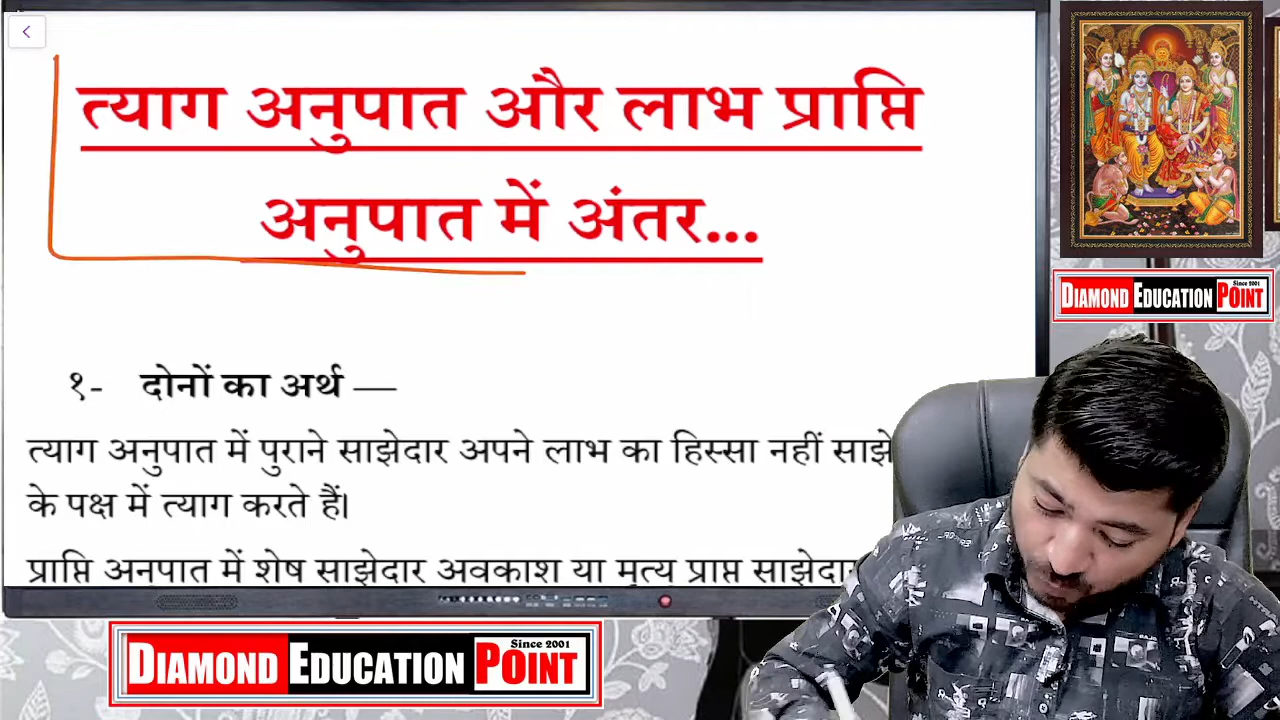 त्याग अनुपात और लाभ प्राप्ति
अनुपात में अंतर...
१- दोनों का अर्थ —
त्याग अनुपात में पुराने साझेदार अपने लाभ का हिस्सा नहीं साझे
के पक्ष में त्याग करते हैं।
प्राप्ति अनपात में शेष साझेदार अवकाश या मृत्य प्राप्त साझेदार
Since 2001
DIAMOND EDUCATION POINT
Since 2001
DIAMOND EDUCATION POINT